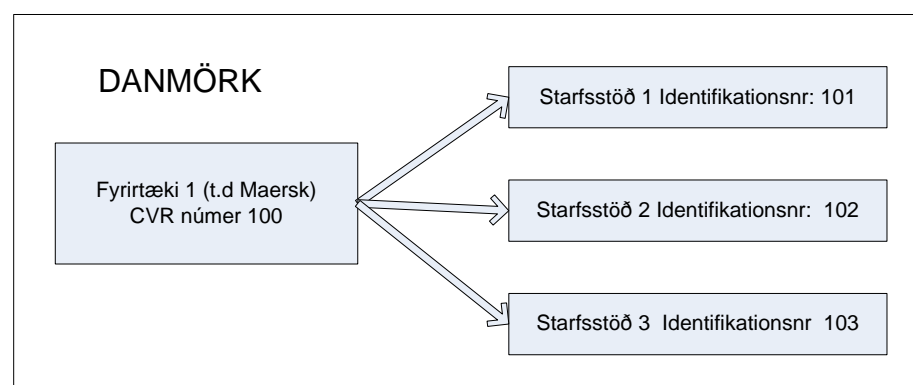 DANMÖRK
Fyrirtæki 1 (t.d Maersk)
CVR númer 100
Starfsstöð 1 Identifikationsnr: 101
Starfsstöð 2 Identifikationsnr: 102
Starfsstöð 3 Identifikationsnr 103